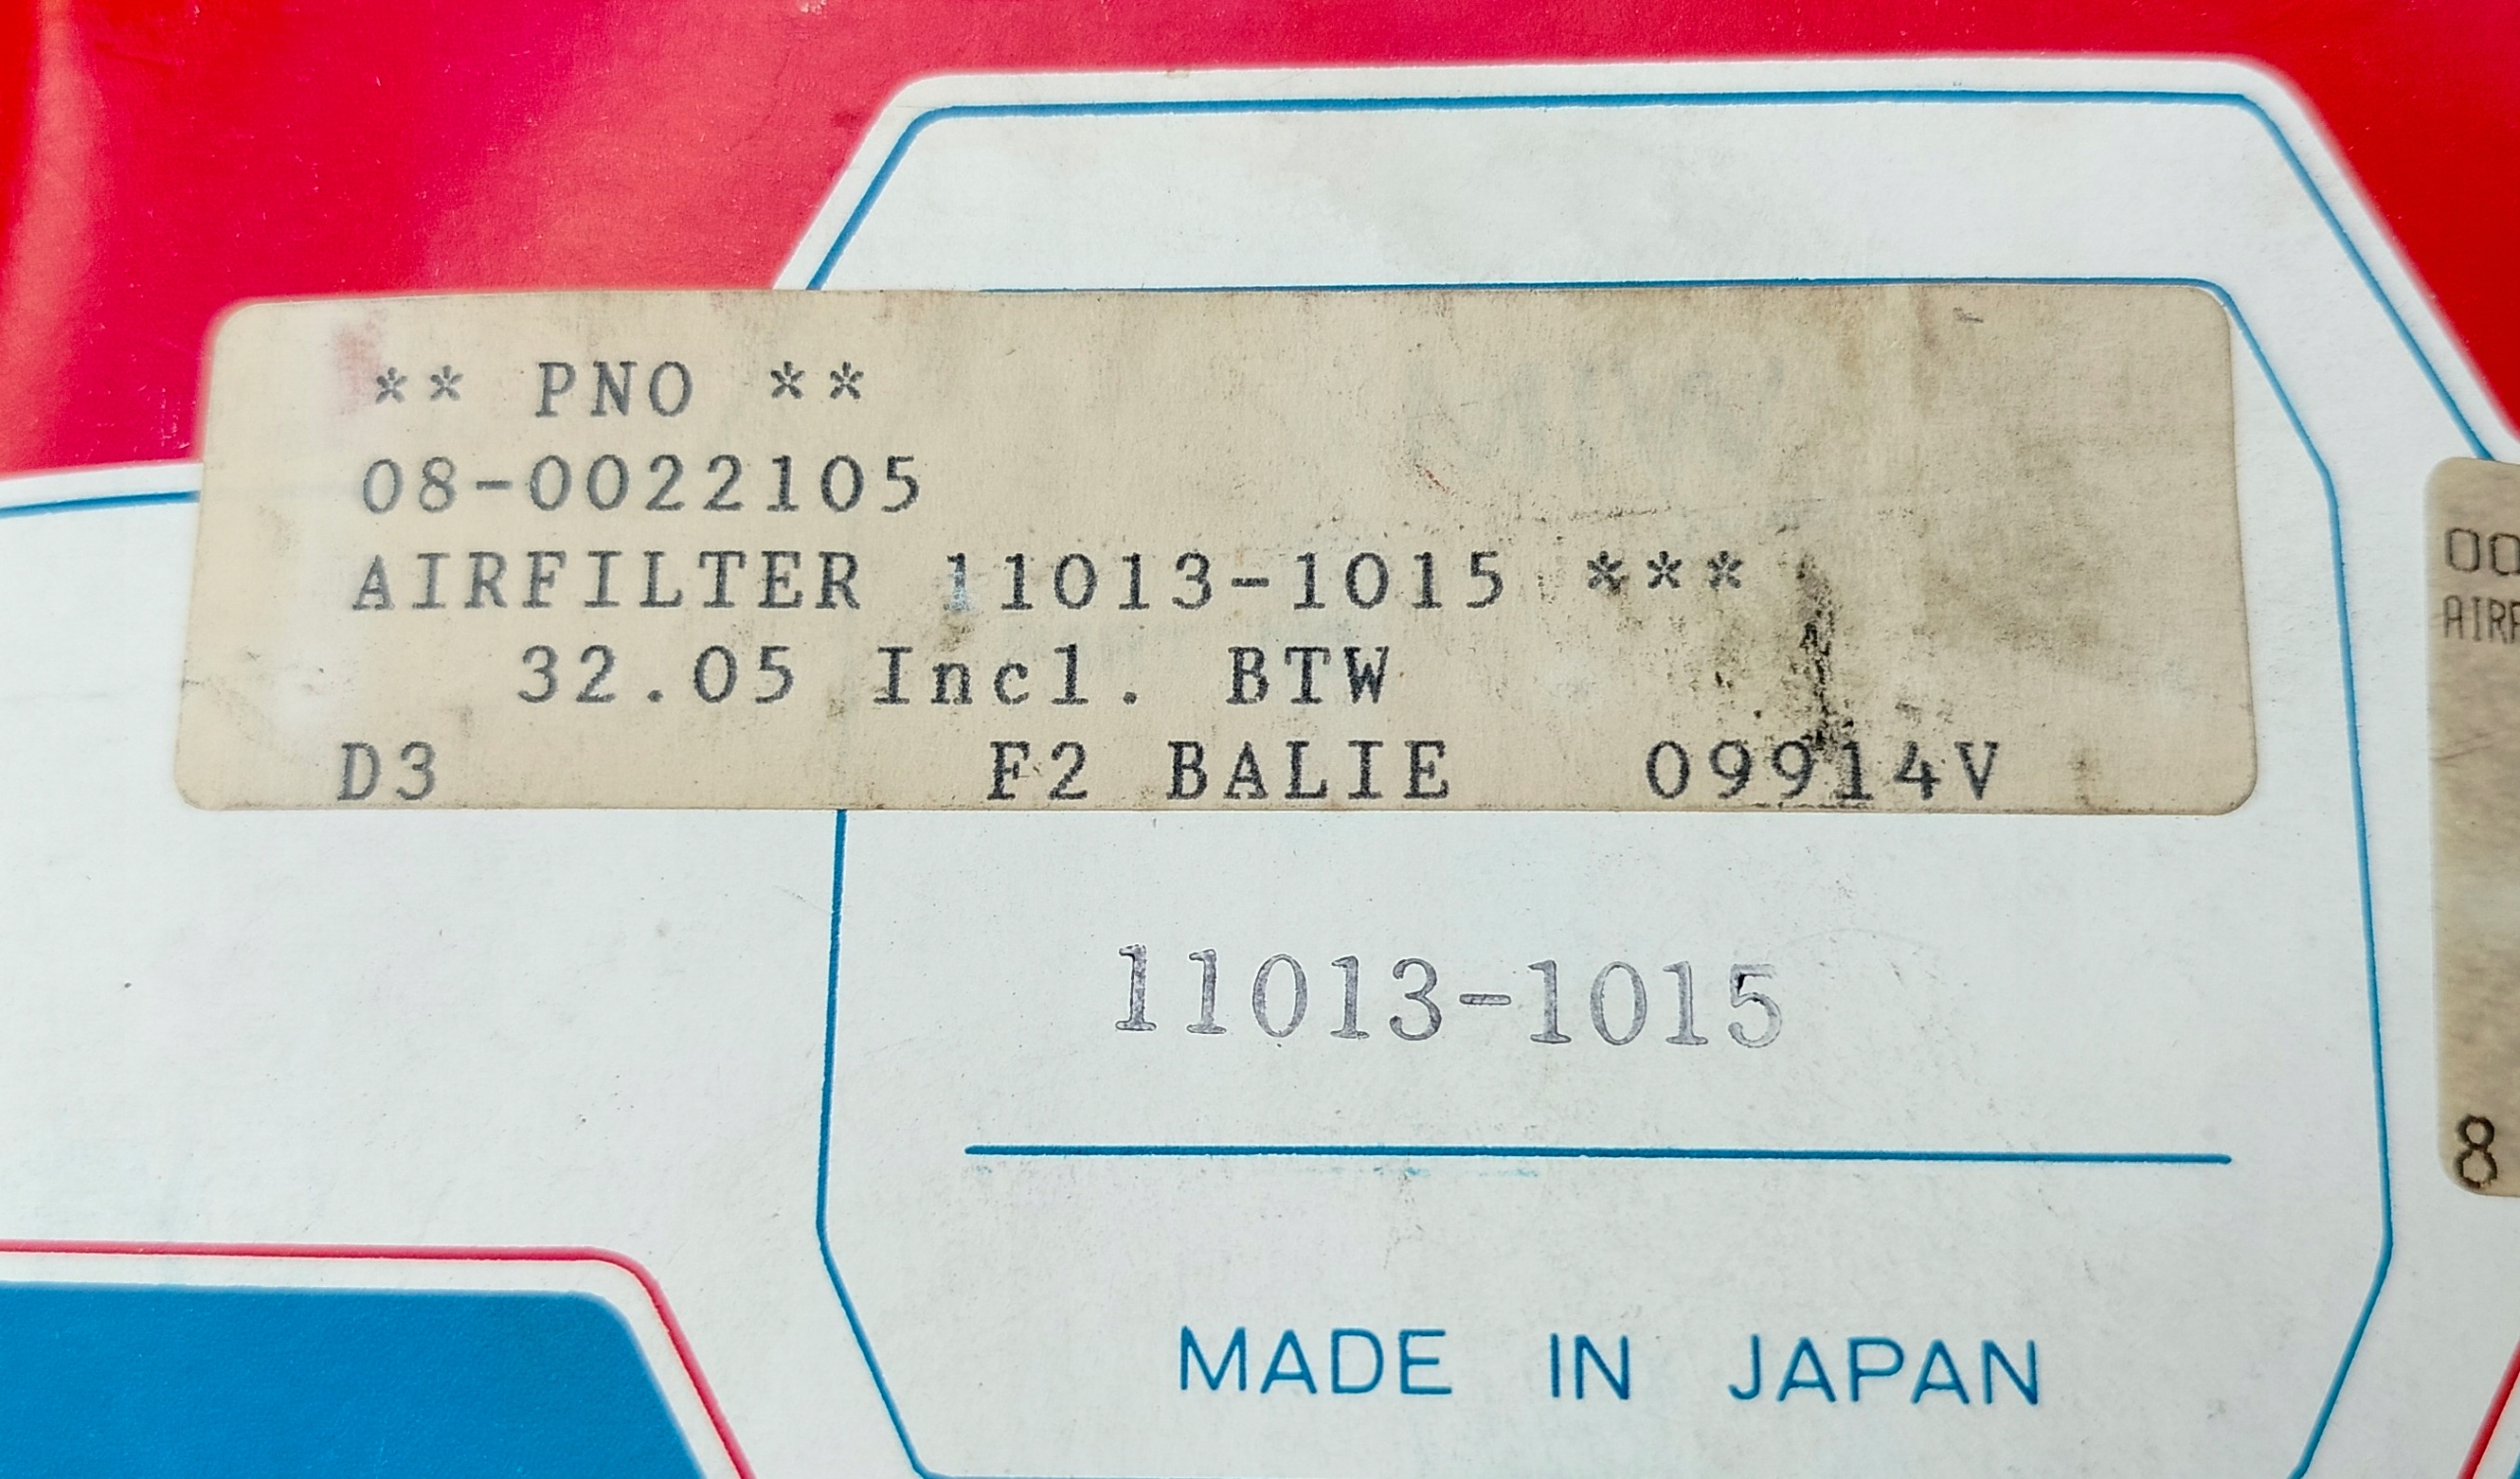 ** PNO **
08-0022105
AIRFILTER 11013-1015 ***
32.05 Incl. BTW
D3 F2 BALIE 09914V
11013-1015
MADE IN JAPAN
8